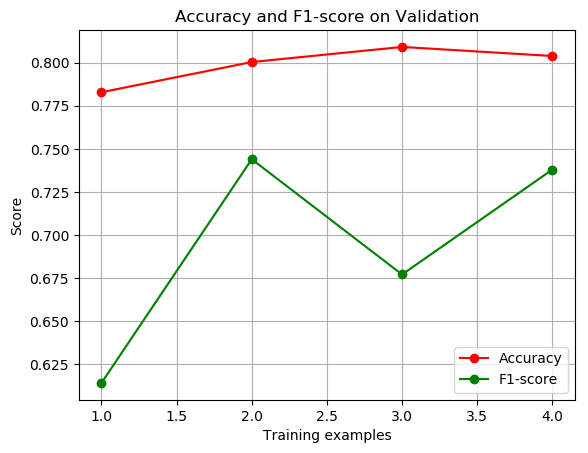 Accuracy and F1-score on Validation
0.800
0.775
0.750
0.725
0.700
0.675
0.650
0.625
Score
1.0 1.5 2.0 2.5 3.0 3.5 4.0
Training examples
Accuracy
F1-score